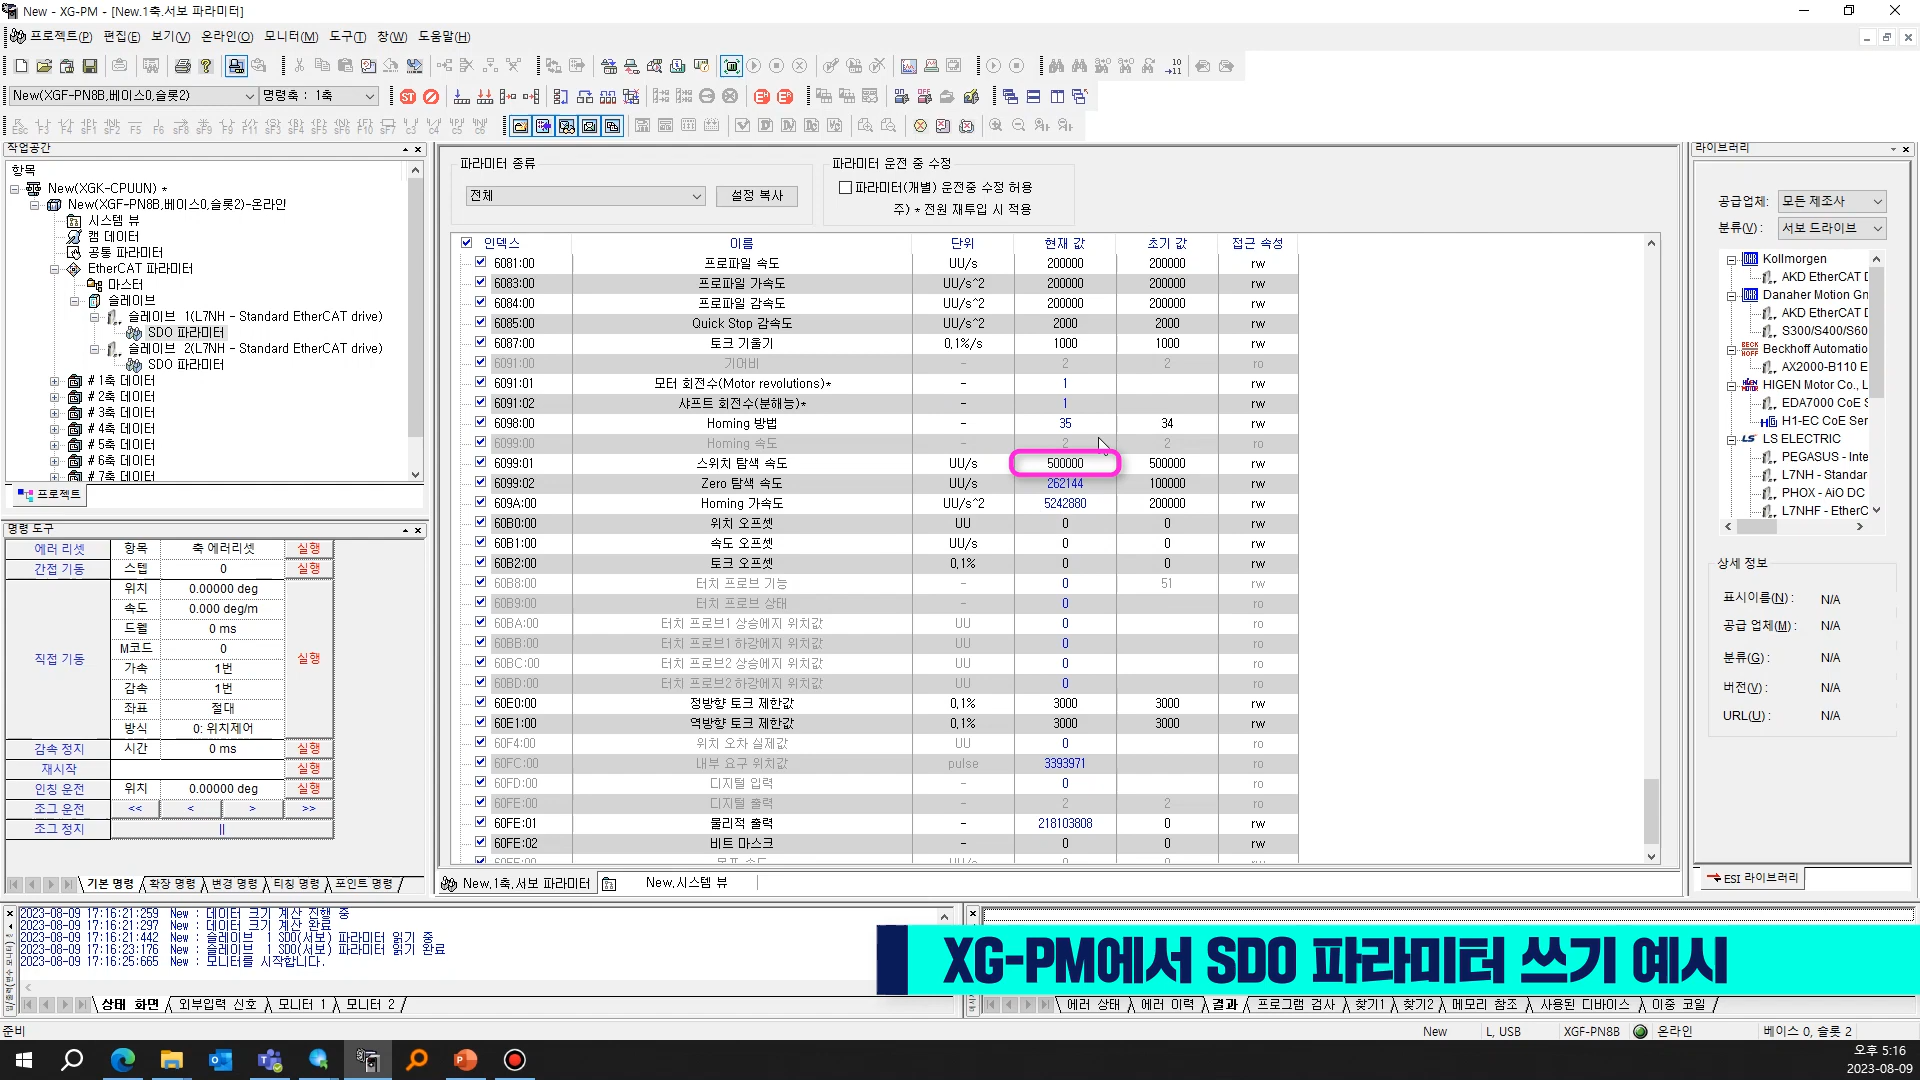 New - XG-PM - [New.1축.서보 파라미터]
프로젝트(P) 편집(E) 보기(V) 온라인(O) 모니터(M) 도구(T) 창(W) 도움말(H)
New(XGF-PN8B,베이스0,슬롯2) 명령축 : 1축
작업공간
항목
New(XGK-CPUUN) *
New(XGF-PN8B,베이스0,슬롯2)-온라인
시스템 뷰
캠 데이터
공통 파라미터
EtherCAT 파라미터
마스터
슬레이브
슬레이브 1(L7NH - Standard EtherCAT drive)
SDO 파라미터
슬레이브 2(L7NH - Standard EtherCAT drive)
SDO 파라미터
# 1축 데이터
# 2축 데이터
# 3축 데이터
# 4축 데이터
# 5축 데이터
# 6축 데이터
# 7축 데이터
프로젝트
명령 도구
에러 리셋 항목 축 에러리셋 실행
간접 기동 스텝 0 실행
직접 기동 위치 0.00000 deg 실행
속도 0.000 deg/m
드웰 0 ms
M코드 0
가속 1번
감속 1번
좌표 절대
방식 0: 위치제어
감속 정지 시간 0 ms 실행
재시작 실행
인칭 운전 위치 0.00000 deg 실행
조그 운전 << < > >>
조그 정지 ||
기본 명령 확장 명령 변경 명령 티칭 명령 포인트 명령
파라미터 종류
전체 설정 복사
파라미터 운전 중 수정
파라미터(개별) 운전중 수정 허용
주) * 전원 재투입 시 적용
인덱스 이름 단위 현재 값 초기 값 접근 속성
6081:00 프로파일 속도 UU/s 200000 200000 rw
6083:00 프로파일 가속도 UU/s^2 200000 200000 rw
6084:00 프로파일 감속도 UU/s^2 200000 200000 rw
6085:00 Quick Stop 감속도 UU/s^2 2000 2000 rw
6087:00 토크 기울기 0,1%/s 1000 1000 rw
6091:00 기어비 - 2 2 ro
6091:01 모터 회전수(Motor revolutions)* - 1 rw
6091:02 샤프트 회전수(분해능)* - 1 rw
6098:00 Homing 방법 - 35 34 rw
6099:00 Homing 속도 - 2 2 ro
6099:01 스위치 탐색 속도 UU/s 500000 500000 rw
6099:02 Zero 탐색 속도 UU/s 262144 100000 rw
609A:00 Homing 가속도 UU/s^2 5242880 200000 rw
60B0:00 위치 오프셋 UU 0 0 rw
60B1:00 속도 오프셋 UU/s 0 0 rw
60B2:00 토크 오프셋 0,1% 0 0 rw
60B8:00 터치 프로브 기능 - 0 51 rw
60B9:00 터치 프로브 상태 - 0 ro
60BA:00 터치 프로브1 상승에지 위치값 UU 0 ro
60BB:00 터치 프로브1 하강에지 위치값 UU 0 ro
60BC:00 터치 프로브2 상승에지 위치값 UU 0 ro
60BD:00 터치 프로브2 하강에지 위치값 UU 0 ro
60E0:00 정방향 토크 제한값 0,1% 3000 3000 rw
60E1:00 역방향 토크 제한값 0,1% 3000 3000 rw
60F4:00 위치 오차 실제값 UU 0 ro
60FC:00 내부 요구 위치값 pulse 3393971 ro
60FD:00 디지털 입력 - 0 ro
60FE:00 디지털 출력 - 2 2 ro
60FE:01 물리적 출력 - 218103808 0 rw
60FE:02 비트 마스크 - 0 0 rw
New.1축.서보 파라미터 New.시스템 뷰
라이브러리
공급업체: 모든 제조사
분류(V): 서보 드라이브
Kollmorgen
AKD EtherCAT D
Danaher Motion Gm
AKD EtherCAT D
S300/S400/S60
Beckhoff Automatio
AX2000-B110 E
HIGEN Motor Co., L
EDA7000 CoE S
H1-EC CoE Ser
LS ELECTRIC
PEGASUS - Inte
L7NH - Standar
PHOX - AiO DC
L7NHF - EtherC
상세 정보
표시이름(N): N/A
공급 업체(M): N/A
분류(G): N/A
버전(V): N/A
URL(U): N/A
ESI 라이브러리
2023-08-09 17:16:21:259 New : 데이터 크기 계산 진행 중
2023-08-09 17:16:21:297 New : 데이터 크기 계산 완료
2023-08-09 17:16:21:442 New : 슬레이브 1 SDO(서보) 파라미터 읽기 중
2023-08-09 17:16:23:176 New : 슬레이브 1 SDO(서보) 파라미터 읽기 완료
2023-08-09 17:16:25:665 New : 모니터를 시작합니다.
XG-PM에서 SDO 파라미터 쓰기 예시
상태 화면 외부입력 신호 모니터 1 모니터 2
에러 상태 에러 이력 결과 프로그램 검사 찾기1 찾기2 메모리 참조 사용된 디바이스 이중 코일
준비 New L, USB XGF-PN8B 온라인 베이스 0, 슬롯 2
오후 5:16
2023-08-09